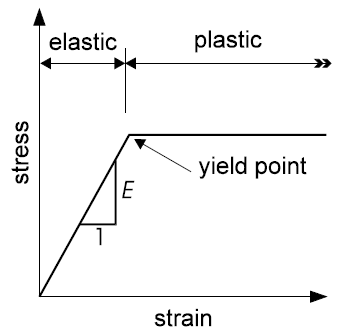 elastic
plastic
stress
yield point
E
1
strain